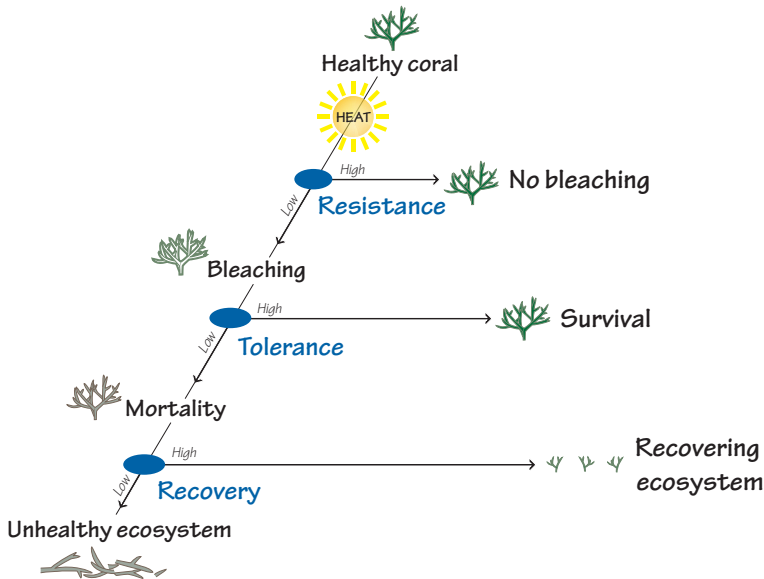 Healthy coral
HEAT
High
No bleaching
Resistance
Low
Bleaching
High
Survival
Tolerance
Low
Mortality
High
Recovering
ecosystem
Recovery
Low
Unhealthy ecosystem